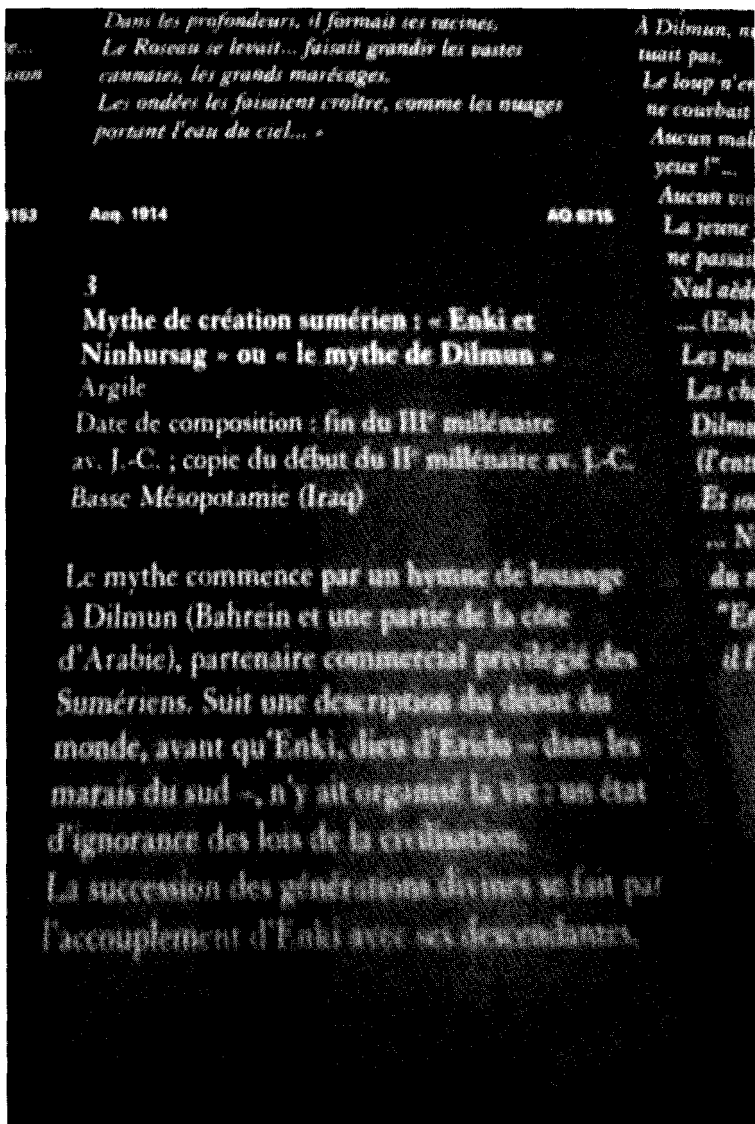 Dans les profondeurs, il formait ses racines.
Le Roseau se levait... faisait grandir les vastes
cannaies, les grands marécages.
Les ondées les faisaient croître, comme les nuages
portant l'eau du ciel... »
Acq. 1914
AO 6715
3
Mythe de création sumérien : « Enki et
Ninhursag » ou « le mythe de Dilmun »
Argile
Date de composition : fin du IIIe millénaire
av. J.-C. ; copie du début du IIe millénaire av. J.-C.
Basse Mésopotamie (Iraq)
Le mythe commence par un hymne de louange
à Dilmun (Bahrein et une partie de la côte
d'Arabie), partenaire commercial privilégié des
Sumériens. Suit une description du début du
monde, avant qu'Enki, dieu d'Eridu – dans les
marais du sud –, n'y ait organisé la vie : un état
d'ignorance des lois de la civilisation.
La succession des générations divines se fait par
l'accouplement d'Enki avec ses descendantes.
À Dilmun,
tuait pas,
Le loup
ne courbait
Aucun
yeux !"...
Aucun
La jeune
ne
Nul
... (Enki
Les
Les
(l'
Et
...
du
il